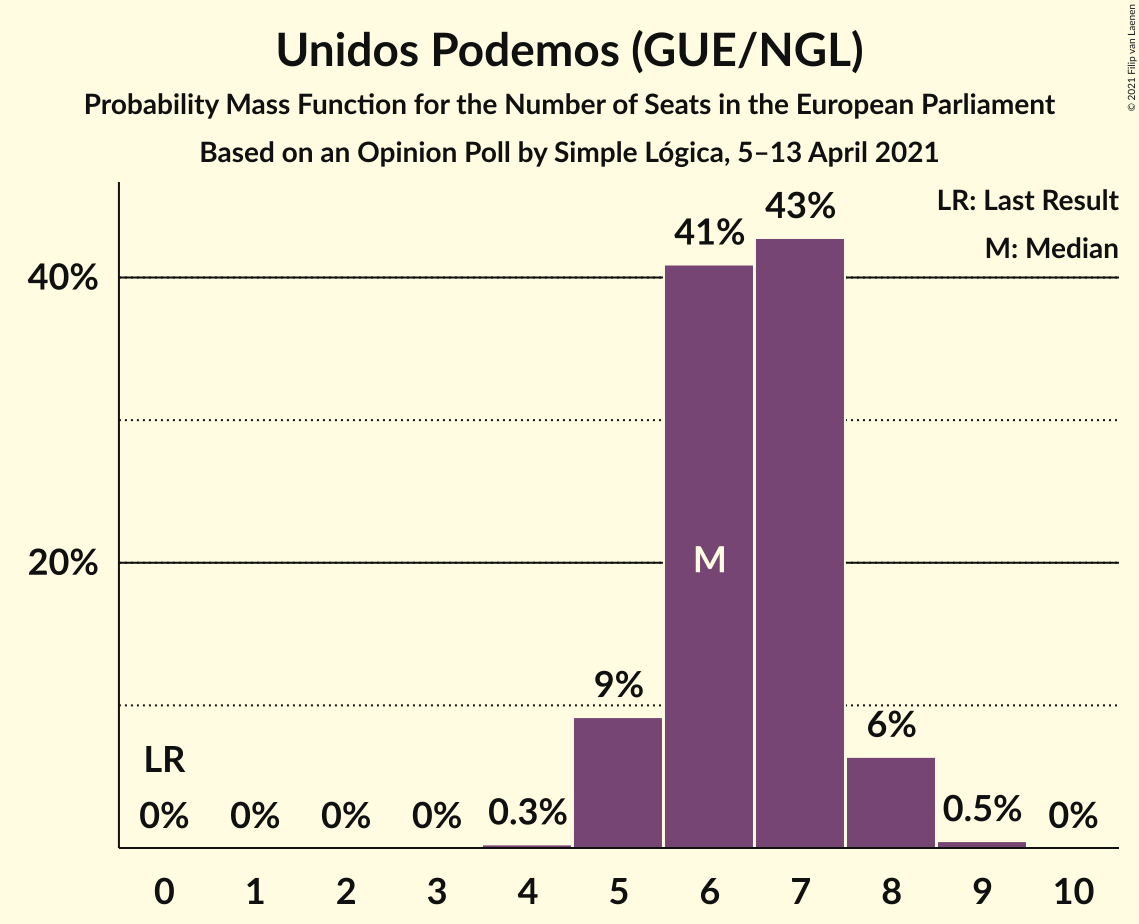 Unidos Podemos (GUE/NGL)
Probability Mass Function for the Number of Seats in the European Parliament
Based on an Opinion Poll by Simple Lógica, 5–13 April 2021
© 2021 Filip van Laenen
LR: Last Result
M: Median
43%
41%
40%
20%
M
9%
6%
LR
0%
0%
0%
0%
0.3%
0.5%
0%
0 1 2 3 4 5 6 7 8 9 10